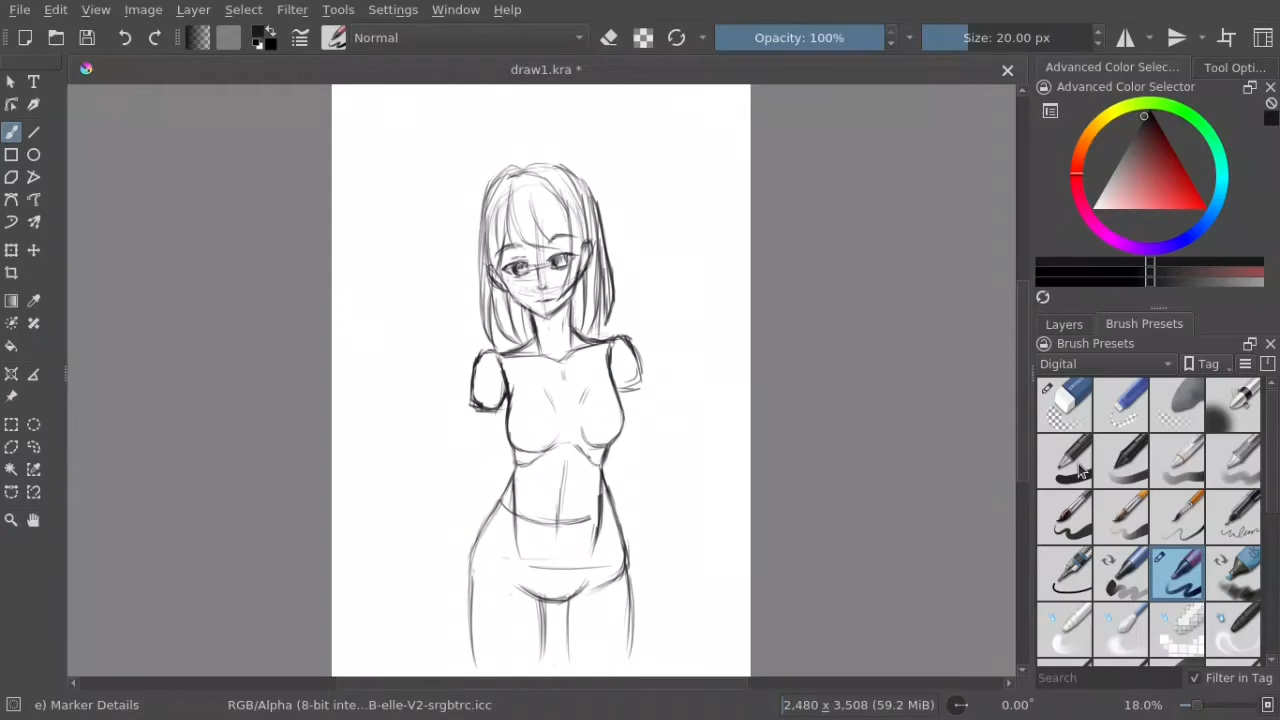 File Edit View Image Layer Select Filter Tools Settings Window Help
Normal Opacity: 100% Size: 20.00 px
draw1.kra *
Advanced Color Selec... Tool Opti...
Advanced Color Selector
Layers Brush Presets
Brush Presets
Digital Tag
Search Filter in Tag
e) Marker Details RGB/Alpha (8-bit inte...B-elle-V2-srgbtrc.icc 2,480 x 3,508 (59.2 MiB) 0.00° 18.0%